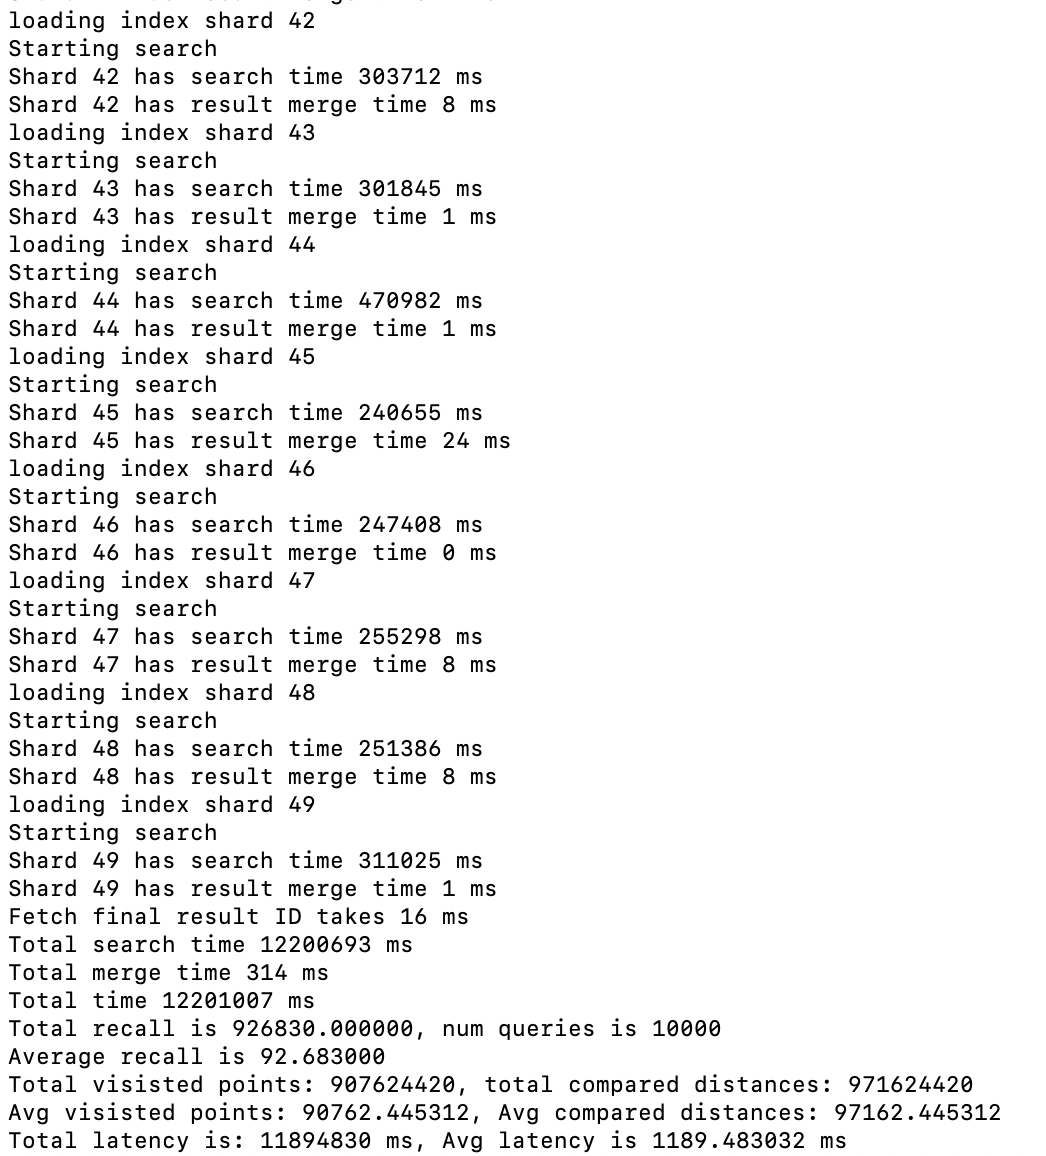 loading index shard 42
Starting search
Shard 42 has search time 303712 ms
Shard 42 has result merge time 8 ms
loading index shard 43
Starting search
Shard 43 has search time 301845 ms
Shard 43 has result merge time 1 ms
loading index shard 44
Starting search
Shard 44 has search time 470982 ms
Shard 44 has result merge time 1 ms
loading index shard 45
Starting search
Shard 45 has search time 240655 ms
Shard 45 has result merge time 24 ms
loading index shard 46
Starting search
Shard 46 has search time 247408 ms
Shard 46 has result merge time 0 ms
loading index shard 47
Starting search
Shard 47 has search time 255298 ms
Shard 47 has result merge time 8 ms
loading index shard 48
Starting search
Shard 48 has search time 251386 ms
Shard 48 has result merge time 8 ms
loading index shard 49
Starting search
Shard 49 has search time 311025 ms
Shard 49 has result merge time 1 ms
Fetch final result ID takes 16 ms
Total search time 12200693 ms
Total merge time 314 ms
Total time 12201007 ms
Total recall is 926830.000000, num queries is 10000
Average recall is 92.683000
Total visisted points: 907624420, total compared distances: 971624420
Avg visisted points: 90762.445312, Avg compared distances: 97162.445312
Total latency is: 11894830 ms, Avg latency is 1189.483032 ms